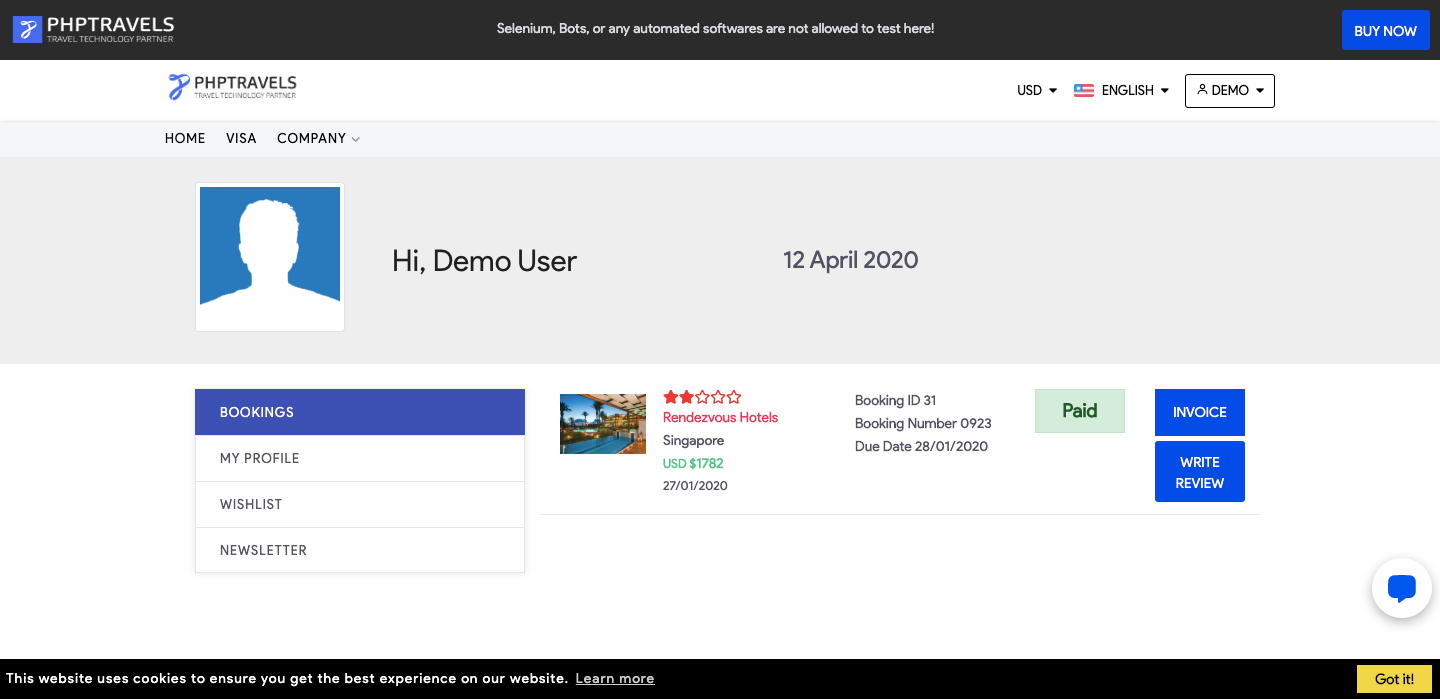 PHPTRAVELS
TRAVEL TECHNOLOGY PARTNER
Selenium, Bots, or any automated softwares are not allowed to test here!
BUY NOW
PHPTRAVELS
TRAVEL TECHNOLOGY PARTNER
USD
ENGLISH
DEMO
HOME
VISA
COMPANY
Hi, Demo User
12 April 2020
BOOKINGS
MY PROFILE
WISHLIST
NEWSLETTER
Rendezvous Hotels
Singapore
USD $1782
27/01/2020
Booking ID 31
Booking Number 0923
Due Date 28/01/2020
Paid
INVOICE
WRITE
REVIEW
This website uses cookies to ensure you get the best experience on our website. Learn more
Got it!